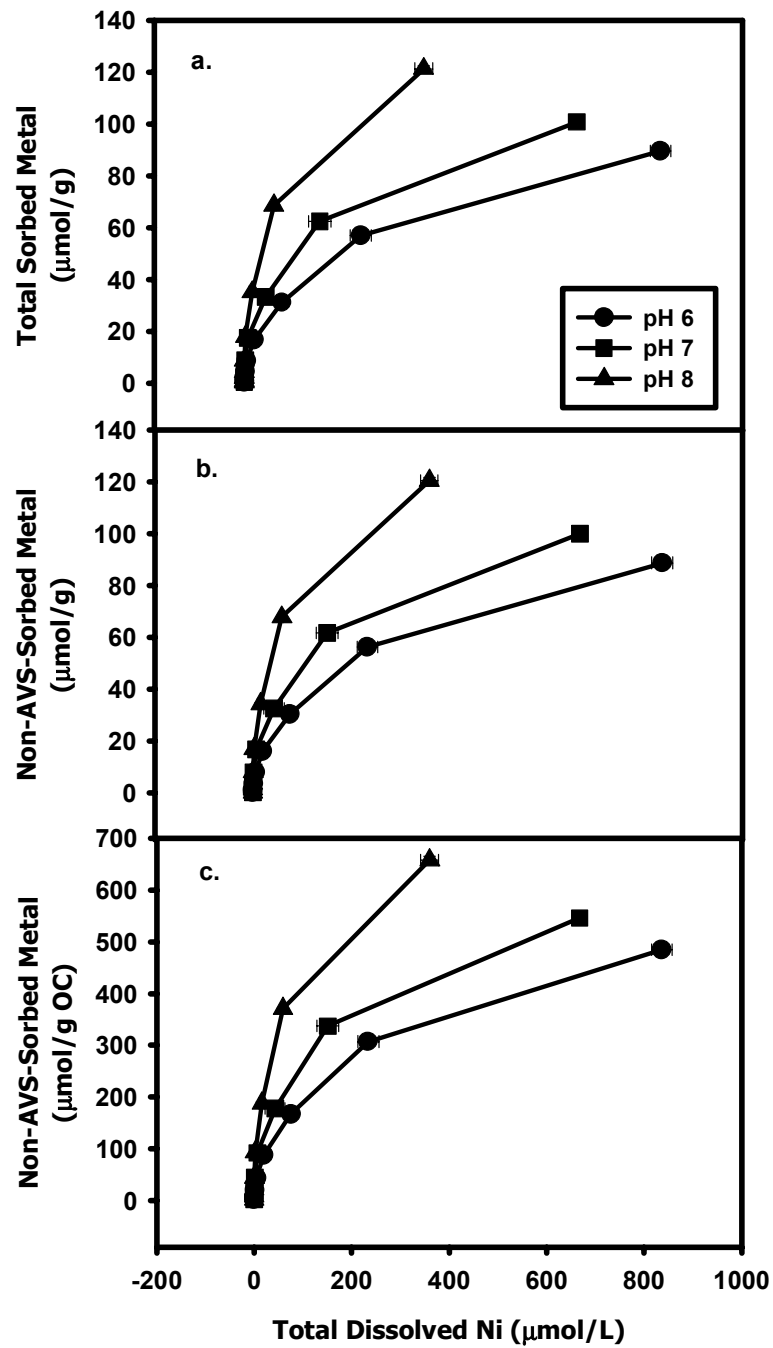 140
120
100
80
60
40
20
0
Total Sorbed Metal
(μmol/g)
a.
pH 6
pH 7
pH 8
140
120
100
80
60
40
20
0
Non-AVS-Sorbed Metal
(μmol/g)
b.
700
600
500
400
300
200
100
0
Non-AVS-Sorbed Metal
(μmol/g OC)
c.
-200 0 200 400 600 800 1000
Total Dissolved Ni (μmol/L)